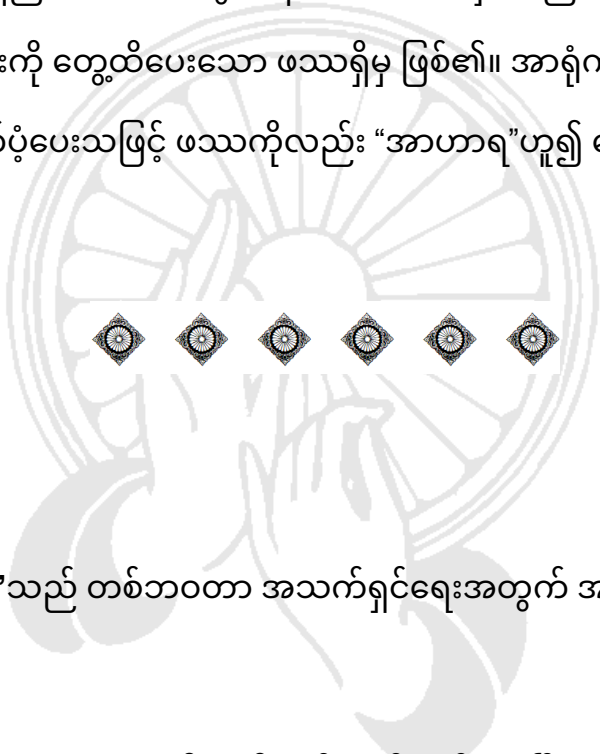 းကို တွေ့ထိပေးသော ဖဿရှိမှ ဖြစ်၏။ အာရုံက
ပံ့ပေးသဖြင့် ဖဿကိုလည်း “အာဟာရ”ဟူ၍
”သည် တစ်ဘဝတာ အသက်ရှင်ရေးအတွက် အ